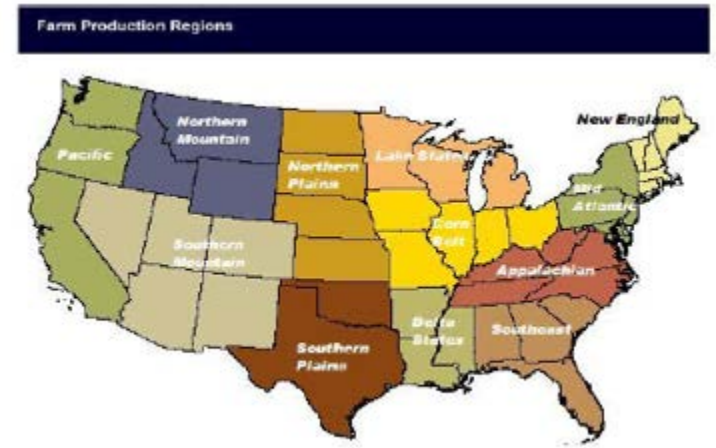 Farm Production Regions
New England
Northern
Mountain
Pacific
Lake States
Northern
Plains
Mid
Atlantic
Corn
Belt
Southern
Mountain
Appalachian
Delta
States
Southeast
Southern
Plains